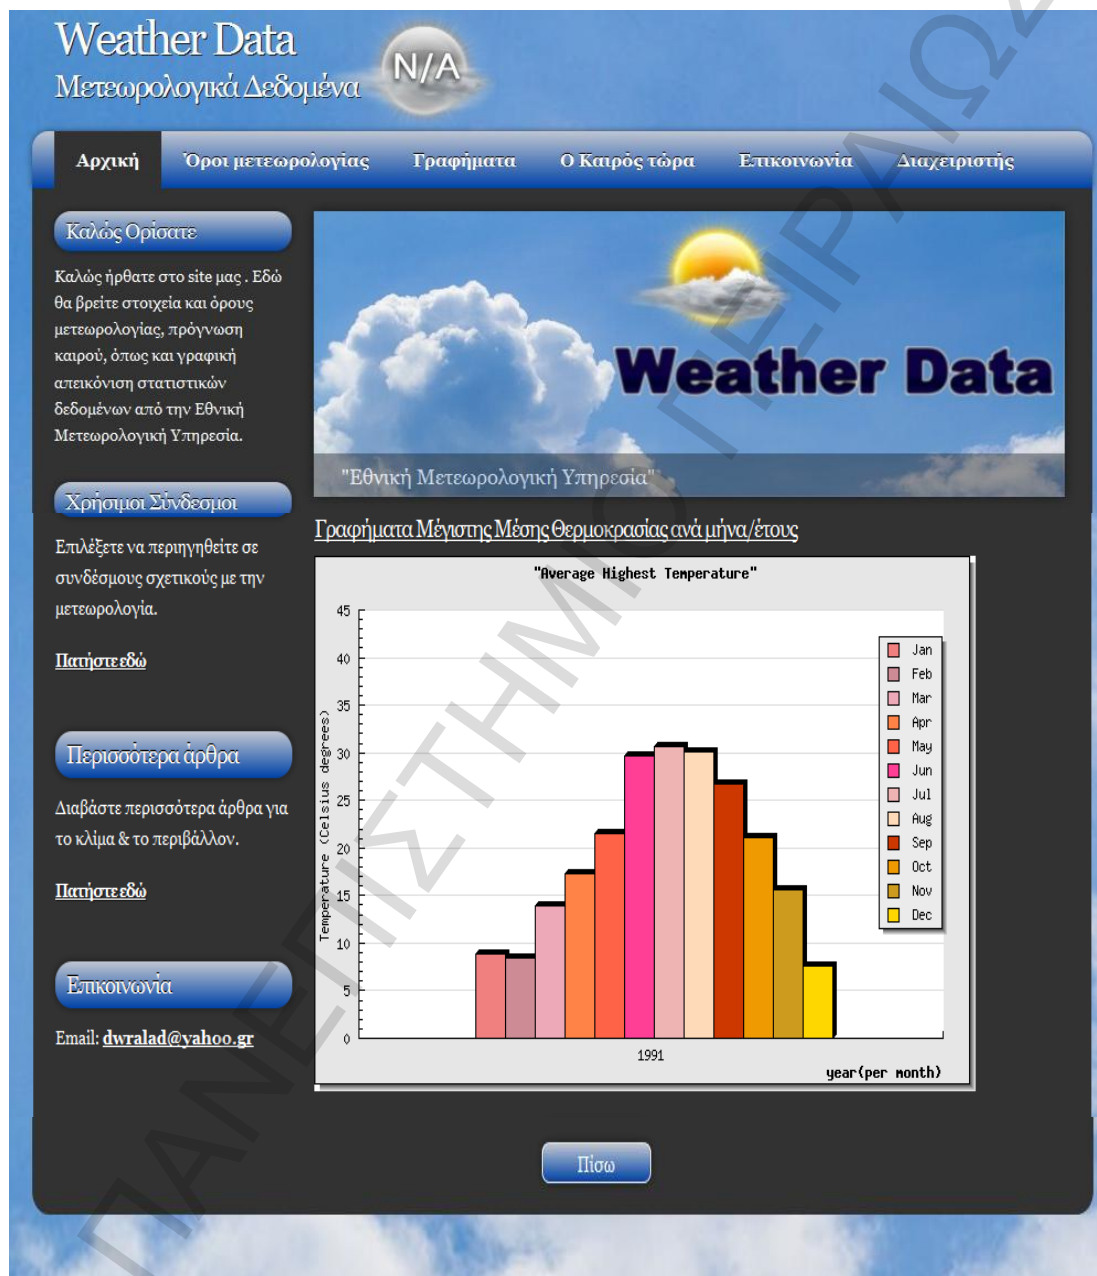 Weather Data
Μετεωρολογικά Δεδομένα
N/A
Αρχική Όροι μετεωρολογίας Γραφήματα Ο Καιρός τώρα Επικοινωνία Διαχειριστής
Καλώς Ορίσατε
Καλώς ήρθατε στο site μας . Εδώ
θα βρείτε στοιχεία και όρους
μετεωρολογίας, πρόγνωση
καιρού, όπως και γραφική
απεικόνιση στατιστικών
δεδομένων από την Εθνική
Μετεωρολογική Υπηρεσία.
Χρήσιμοι Σύνδεσμοι
Επιλέξετε να περιηγηθείτε σε
συνδέσμους σχετικούς με την
μετεωρολογία.
Πατήστε εδώ
Περισσότερα άρθρα
Διαβάστε περισσότερα άρθρα για
το κλίμα & το περιβάλλον.
Πατήστε εδώ
Επικοινωνία
Email: dwralad@yahoo.gr
Weather Data
"Εθνική Μετεωρολογική Υπηρεσία"
Γραφήματα Μέγιστης Μέσης Θερμοκρασίας ανά μήνα/έτους
"Average Highest Temperature"
Temperature (Celsius degrees)
45
40
35
30
25
20
15
10
5
0
Jan
Feb
Mar
Apr
May
Jun
Jul
Aug
Sep
Oct
Nov
Dec
1991
year(per month)
Πίσω
ΠΑΝΕΠΙΣΤΗΜΙΟ ΠΕΙΡΑΙΩΣ